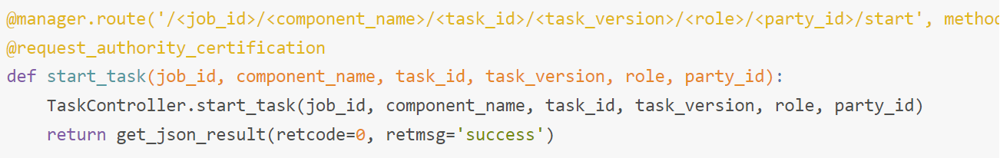 @manager.route('/<job_id>/<component_name>/<task_id>/<task_version>/<role>/<party_id>/start', method
@request_authority_certification
def start_task(job_id, component_name, task_id, task_version, role, party_id):
    TaskController.start_task(job_id, component_name, task_id, task_version, role, party_id)
    return get_json_result(retcode=0, retmsg='success')